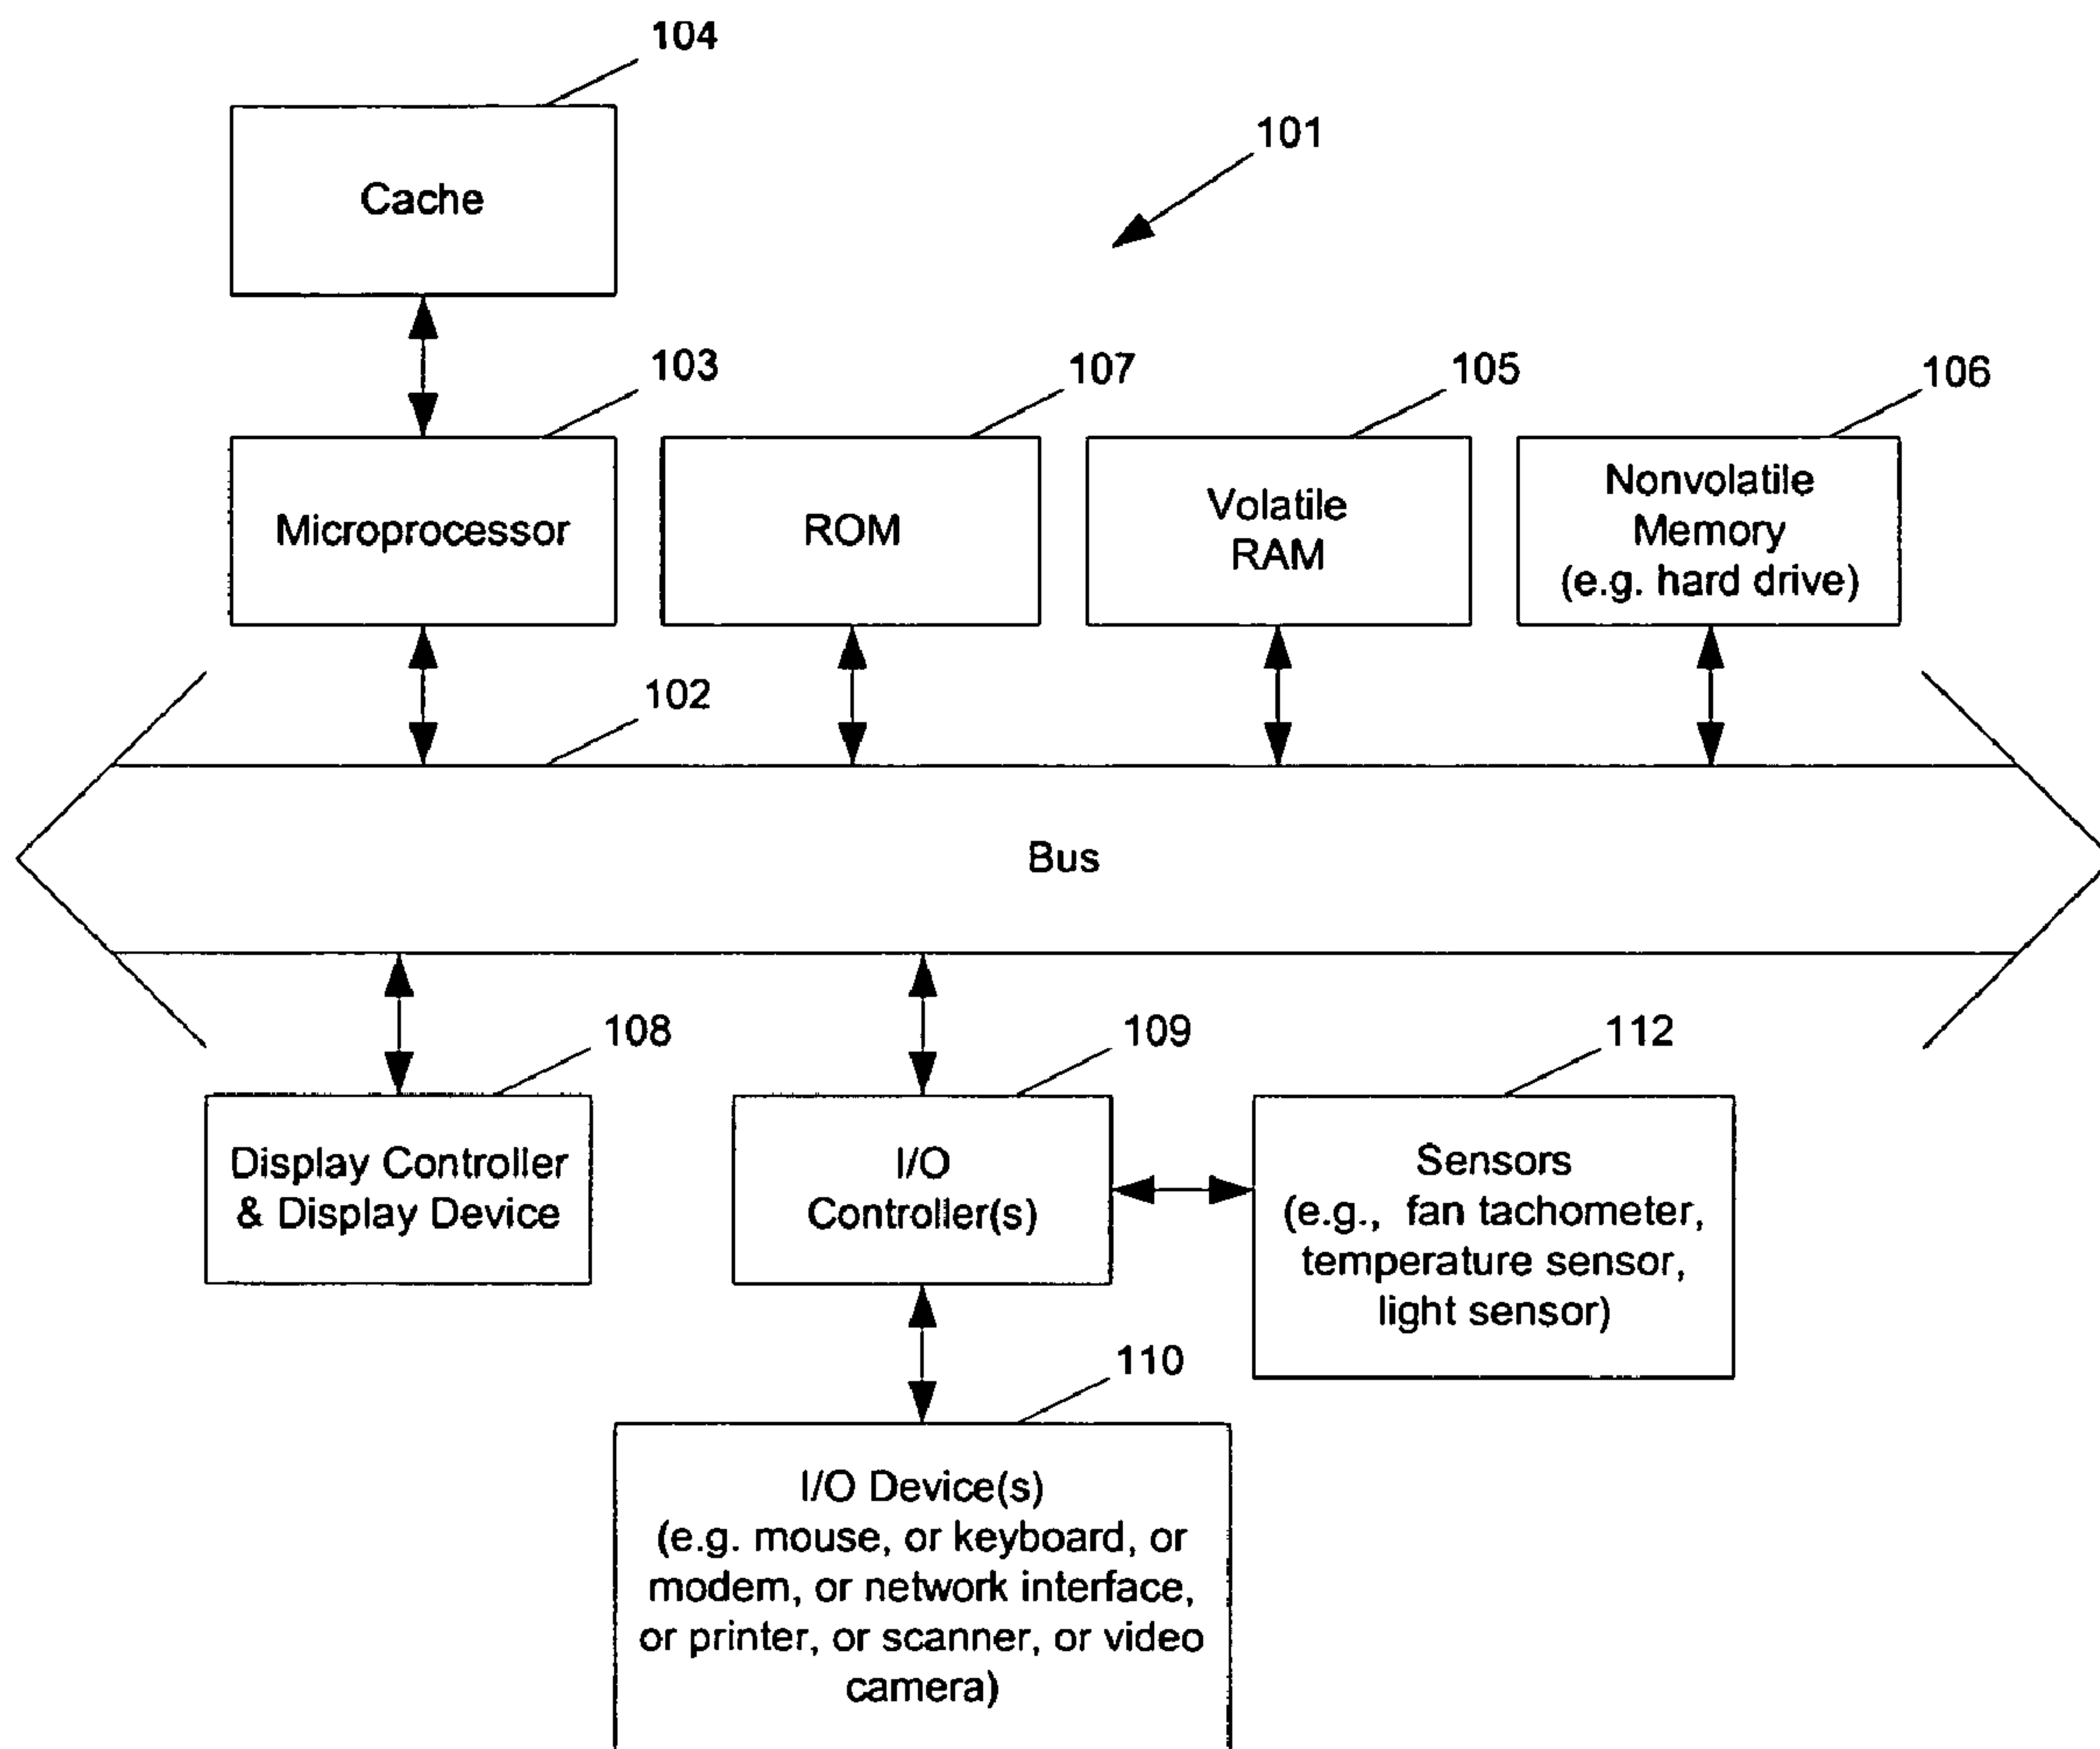 104
Cache
101
103
107
105
106
Microprocessor
ROM
Volatile
RAM
Nonvolatile
Memory
(e.g. hard drive)
102
Bus
108
109
112
Display Controller
& Display Device
I/O
Controller(s)
Sensors
(e.g., fan tachometer,
temperature sensor,
light sensor)
110
I/O Device(s)
(e.g. mouse, or keyboard, or
modem, or network interface,
or printer, or scanner, or video
camera)